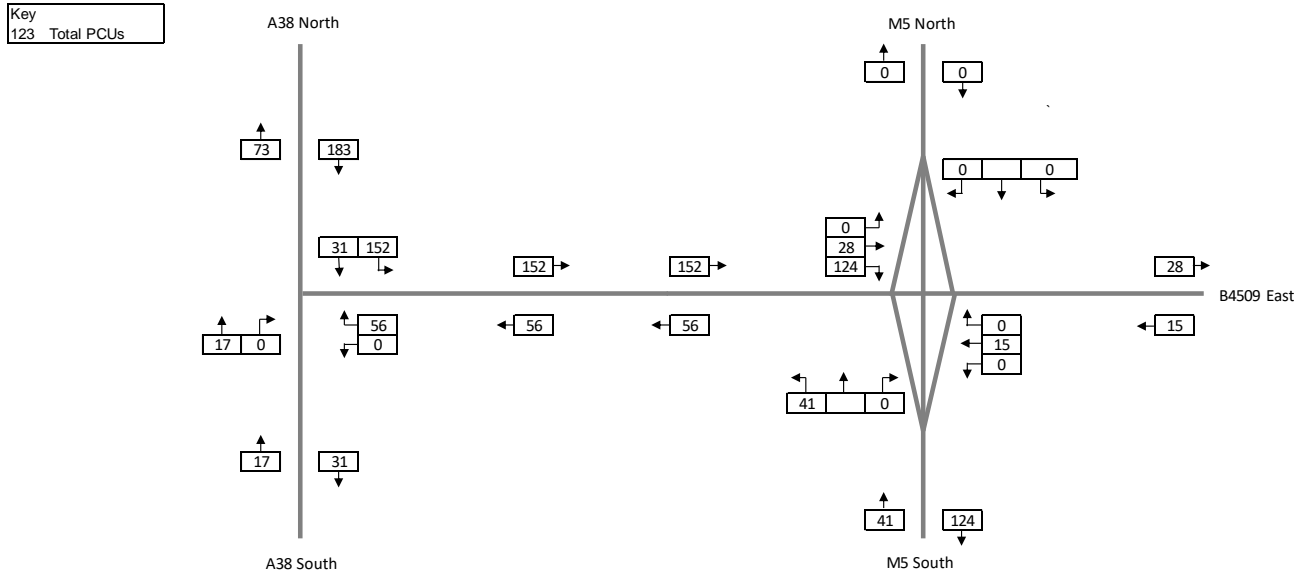 Key
123 Total PCUs
A38 North
M5 North
0 0
73 183
0 0
31 152
0
28
124
152 152
28
B4509 East
17 0
56
0
56 56
0
15
0
15
41 0
17 31
41 124
A38 South
M5 South